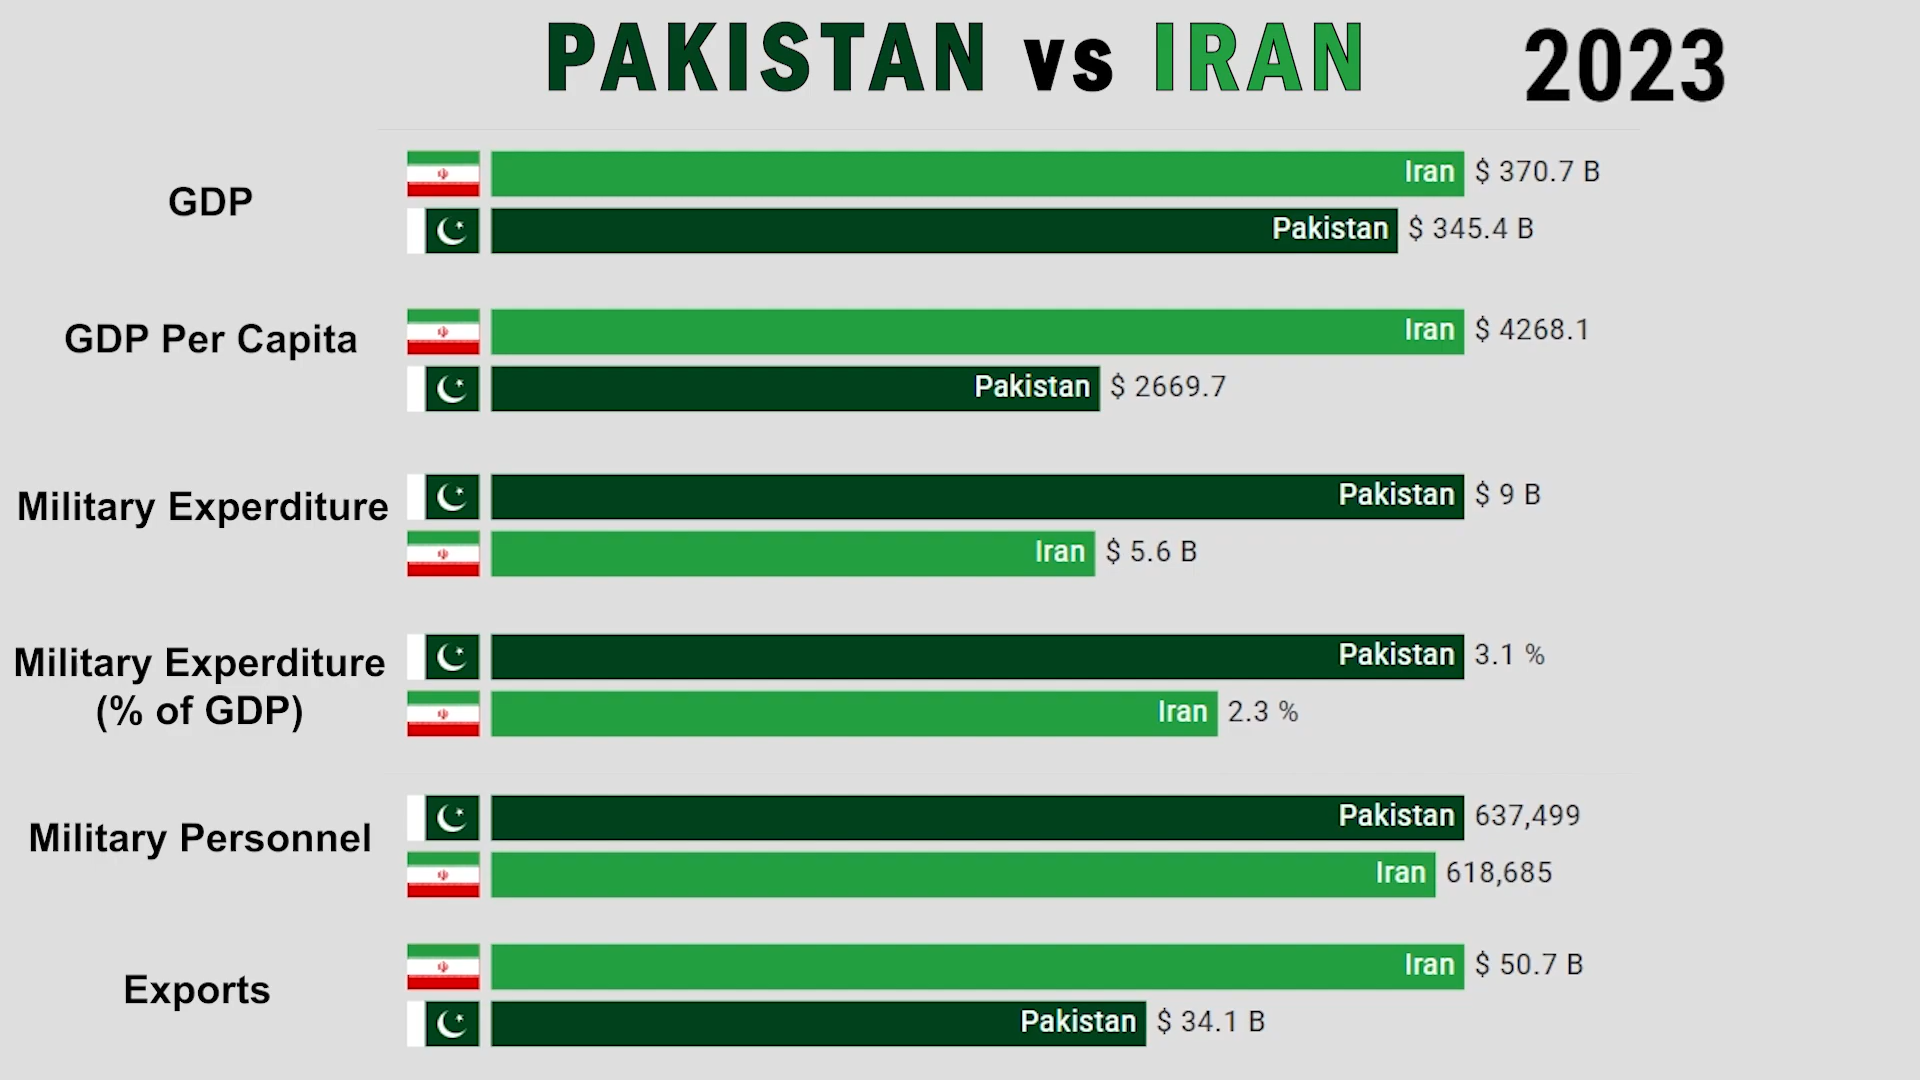 PAKISTAN vs IRAN 2023
GDP
Iran $ 370.7 B
Pakistan $ 345.4 B
GDP Per Capita
Iran $ 4268.1
Pakistan $ 2669.7
Military Experditure
Pakistan $ 9 B
Iran $ 5.6 B
Military Experditure
(% of GDP)
Pakistan 3.1 %
Iran 2.3 %
Military Personnel
Pakistan 637,499
Iran 618,685
Exports
Iran $ 50.7 B
Pakistan $ 34.1 B